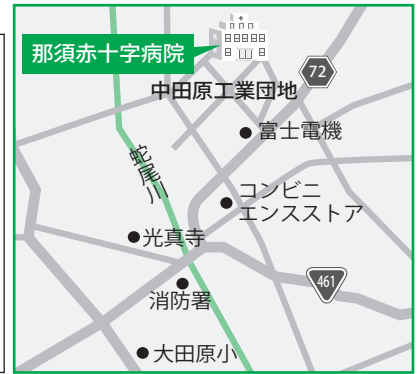 那須赤十字病院
72
中田原工業団地
富士電機
蛇尾川
コンビニ
エンスストア
光真寺
461
消防署
大田原小